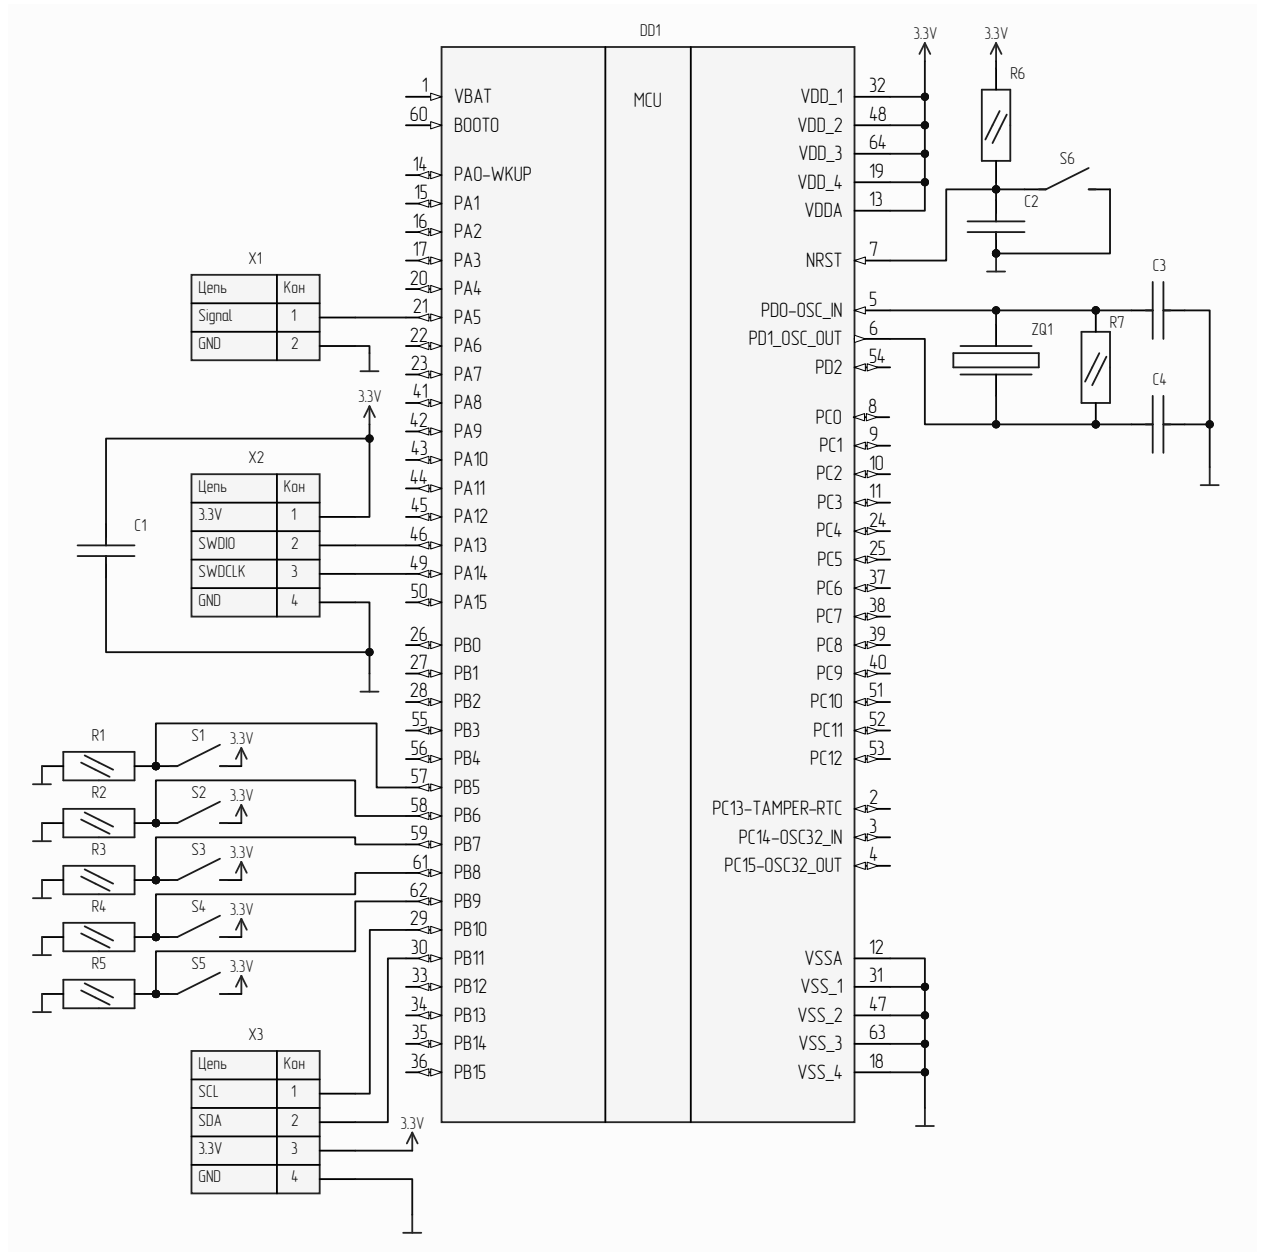 DD1
MCU
1 VBAT
60 BOOT0
14 PA0-WKUP
15 PA1
16 PA2
17 PA3
20 PA4
21 PA5
22 PA6
23 PA7
41 PA8
42 PA9
43 PA10
44 PA11
45 PA12
46 PA13
49 PA14
50 PA15
26 PB0
27 PB1
28 PB2
55 PB3
56 PB4
57 PB5
58 PB6
59 PB7
61 PB8
62 PB9
29 PB10
30 PB11
33 PB12
34 PB13
35 PB14
36 PB15
VDD_1 32
VDD_2 48
VDD_3 64
VDD_4 19
VDDA 13
NRST 7
PD0-OSC_IN 5
PD1_OSC_OUT 6
PD2 54
PC0 8
PC1 9
PC2 10
PC3 11
PC4 24
PC5 25
PC6 37
PC7 38
PC8 39
PC9 40
PC10 51
PC11 52
PC12 53
PC13-TAMPER-RTC 2
PC14-OSC32_IN 3
PC15-OSC32_OUT 4
VSSA 12
VSS_1 31
VSS_2 47
VSS_3 63
VSS_4 18
X1
Цепь Кон
Signal 1
GND 2
3.3V
X2
Цепь Кон
3.3V 1
SWDIO 2
SWDCLK 3
GND 4
C1
R1 S1 3.3V
R2 S2 3.3V
R3 S3 3.3V
R4 S4 3.3V
R5 S5 3.3V
X3
Цепь Кон
SCL 1
SDA 2
3.3V 3
GND 4
3.3V
3.3V
3.3V
R6
S6
C2
C3
ZQ1
R7
C4